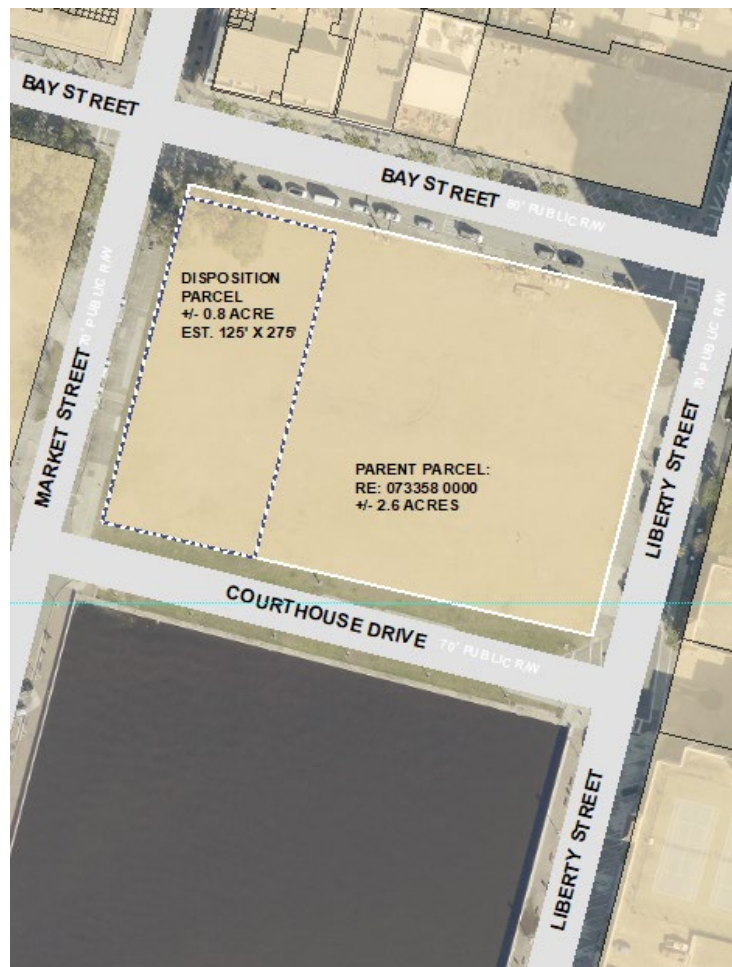 BAY STREET
BAY STREET
80' PUBLIC R/W
DISPOSITION
PARCEL
+/- 0.8 ACRE
EST. 125' X 275'
70' PUBLIC R/W
MARKET STREET
70' PUBLIC R/W
LIBERTY STREET
PARENT PARCEL:
RE: 073358 0000
+/- 2.6 ACRES
COURTHOUSE DRIVE
70' PUBLIC R/W
LIBERTY STREET